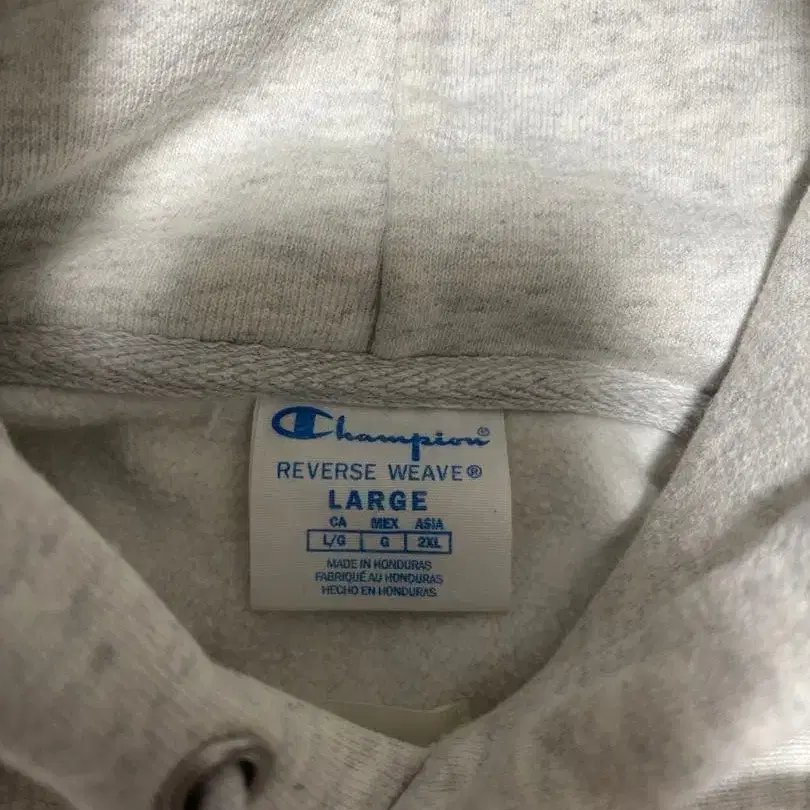 Champion®
REVERSE WEAVE®
LARGE
CA MEX ASIA
L/G G 2XL
MADE IN HONDURAS
FABRIQUÉ AU HONDURAS
HECHO EN HONDURAS